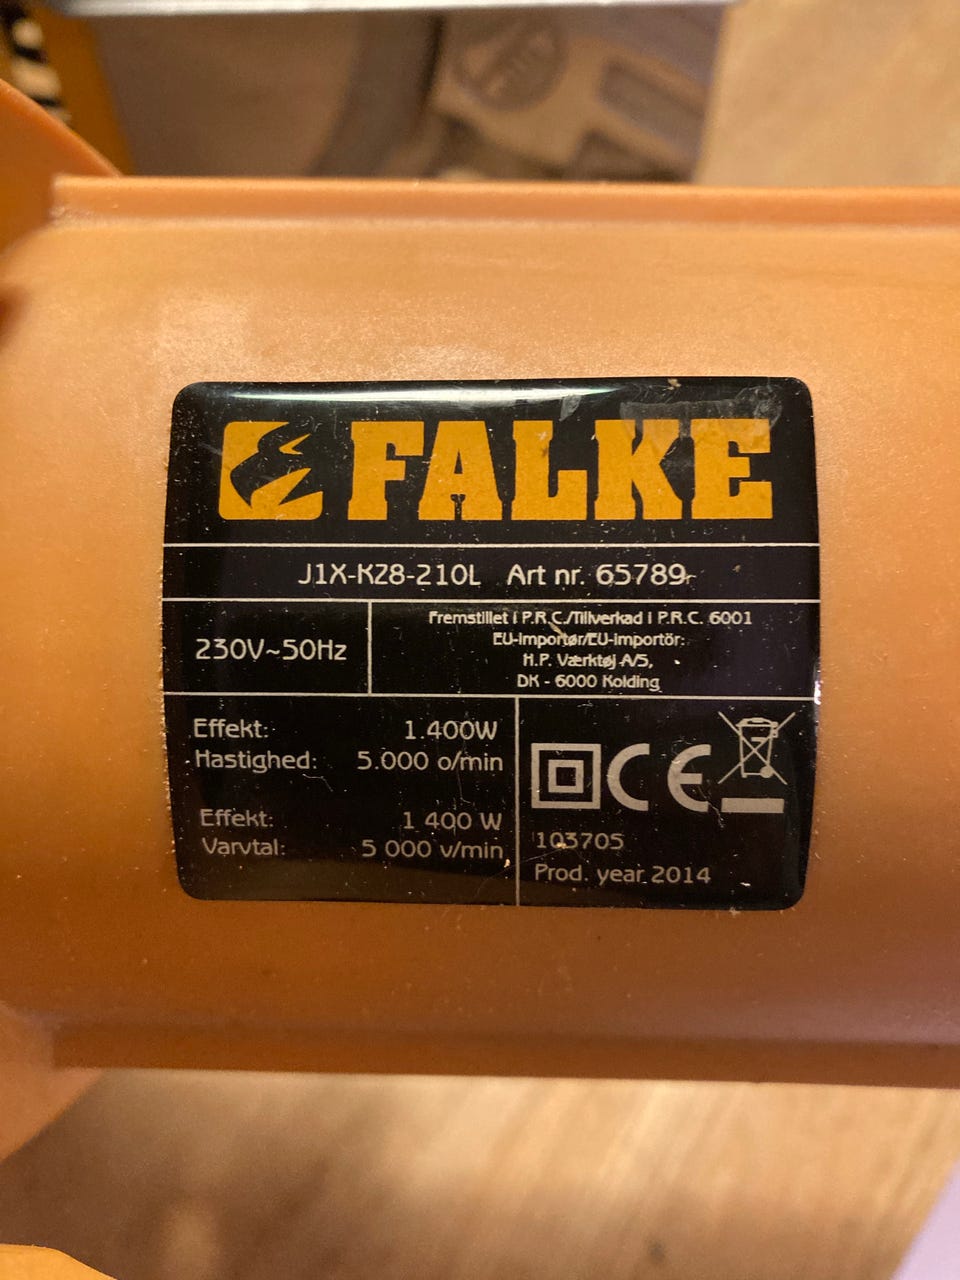 FALKE
J1X-KZ8-210L Art nr. 65789
230V~50Hz
Fremstillet i P.R.C./Tillverkad i P.R.C. 6001
EU-importør/EU-importör:
H.P. Værktøj A/S,
DK - 6000 Kolding
Effekt: 1.400W
Hastighed: 5.000 o/min
Effekt: 1 400 W
Varvtal: 5 000 v/min
CE
103705
Prod. year 2014